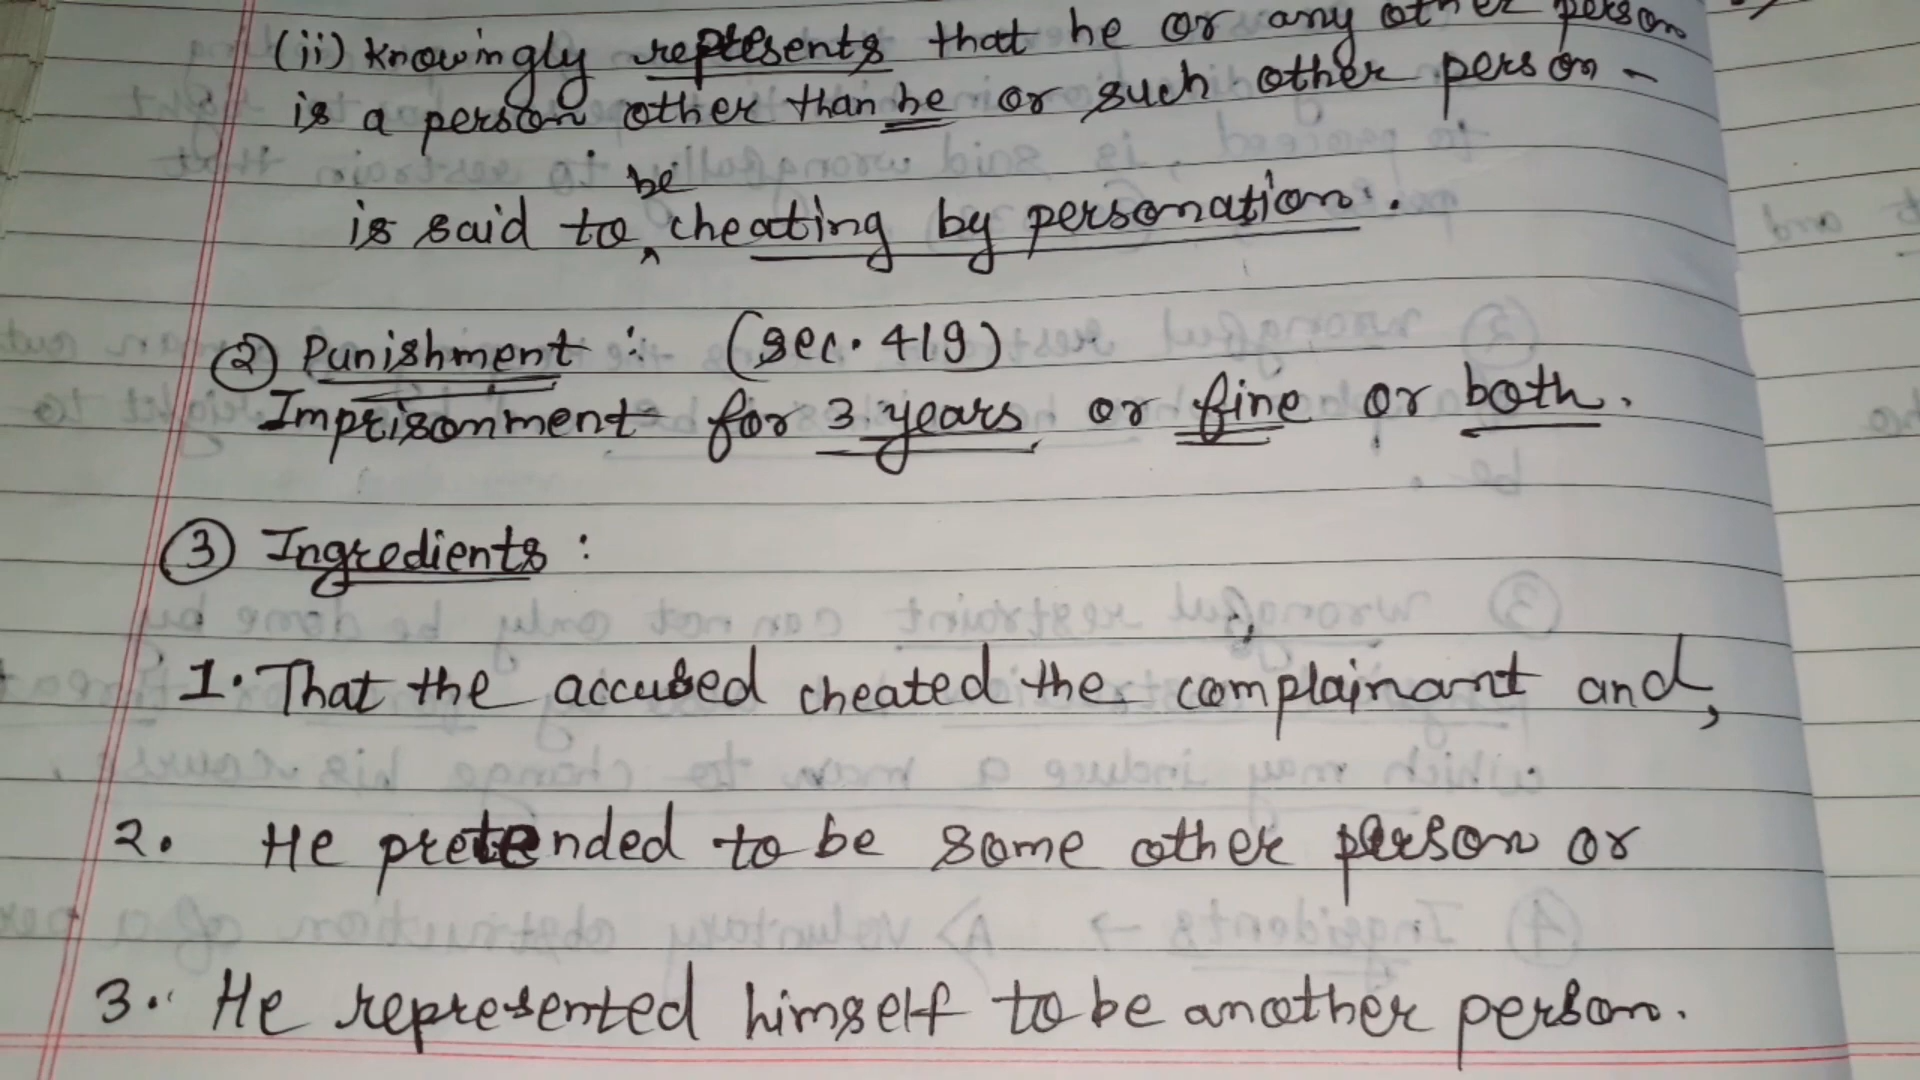 (ii) knowingly represents that he or any other person
is a person other than he or such other person -
be
is said to ^ cheating by personation.
② Punishment : (sec. 419)
Imprisonment for 3 years, or fine or both.
③ Ingredients :
1. That the accused cheated the complainant and,
2. He pretended to be some other person or
3. He represented himself to be another person.